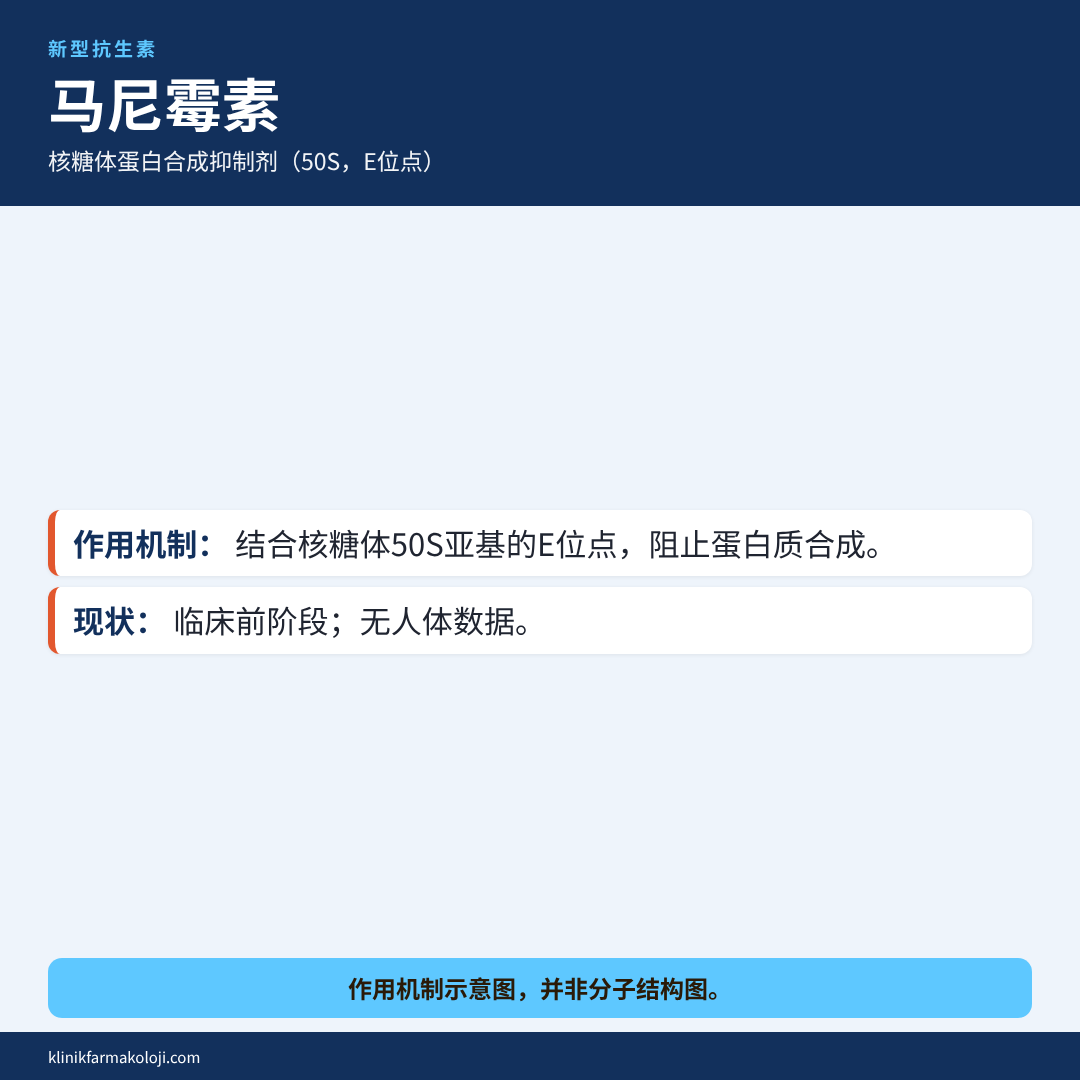 新型抗生素
马尼霉素
核糖体蛋白合成抑制剂（50S，E位点）
作用机制： 结合核糖体50S亚基的E位点，阻止蛋白质合成。
现状： 临床前阶段；无人体数据。
作用机制示意图，并非分子结构图。
klinikfarmakoloji.com